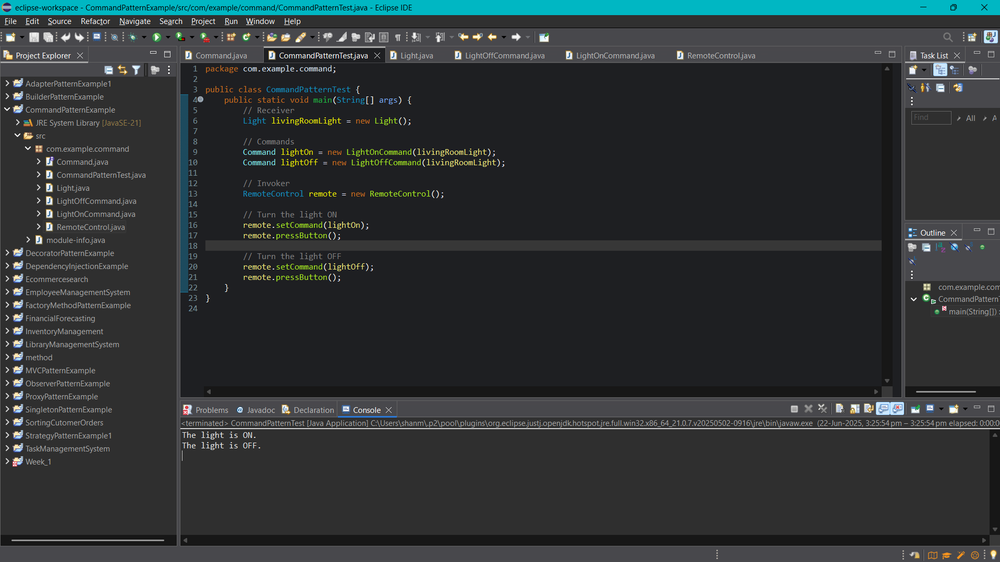 eclipse-workspace - CommandPatternExample/src/com/example/command/CommandPatternTest.java - Eclipse IDE
File Edit Source Refactor Navigate Search Project Run Window Help
Project Explorer
AdapterPatternExample1
BuilderPatternExample
CommandPatternExample
JRE System Library [JavaSE-21]
src
com.example.command
Command.java
CommandPatternTest.java
Light.java
LightOffCommand.java
LightOnCommand.java
RemoteControl.java
module-info.java
DecoratorPatternExample
DependencyInjectionExample
Ecommercesearch
EmployeeManagementSystem
FactoryMethodPatternExample
FinancialForecasting
InventoryManagement
LibraryManagementSystem
method
MVCPatternExample
ObserverPatternExample
ProxyPatternExample
SingletonPatternExample
SortingCutomerOrders
StrategyPatternExample1
TaskManagementSystem
Week_1
Command.java CommandPatternTest.java Light.java LightOffCommand.java LightOnCommand.java RemoteControl.java
1 package com.example.command;
2
3 public class CommandPatternTest {
4 public static void main(String[] args) {
5 // Receiver
6 Light livingRoomLight = new Light();
7
8 // Commands
9 Command lightOn = new LightOnCommand(livingRoomLight);
10 Command lightOff = new LightOffCommand(livingRoomLight);
11
12 // Invoker
13 RemoteControl remote = new RemoteControl();
14
15 // Turn the light ON
16 remote.setCommand(lightOn);
17 remote.pressButton();
18
19 // Turn the light OFF
20 remote.setCommand(lightOff);
21 remote.pressButton();
22 }
23 }
24
Task List
Find All A
Outline
com.example.com
CommandPatternT
main(String[]) :
Problems Javadoc Declaration Console
<terminated> CommandPatternTest [Java Application] C:\Users\shanm\.p2\pool\plugins\org.eclipse.justj.openjdk.hotspot.jre.full.win32.x86_64_21.0.7.v20250502-0916\jre\bin\javaw.exe (22-Jun-2025, 3:25:54 pm – 3:25:54 pm elapsed: 0:00:0
The light is ON.
The light is OFF.